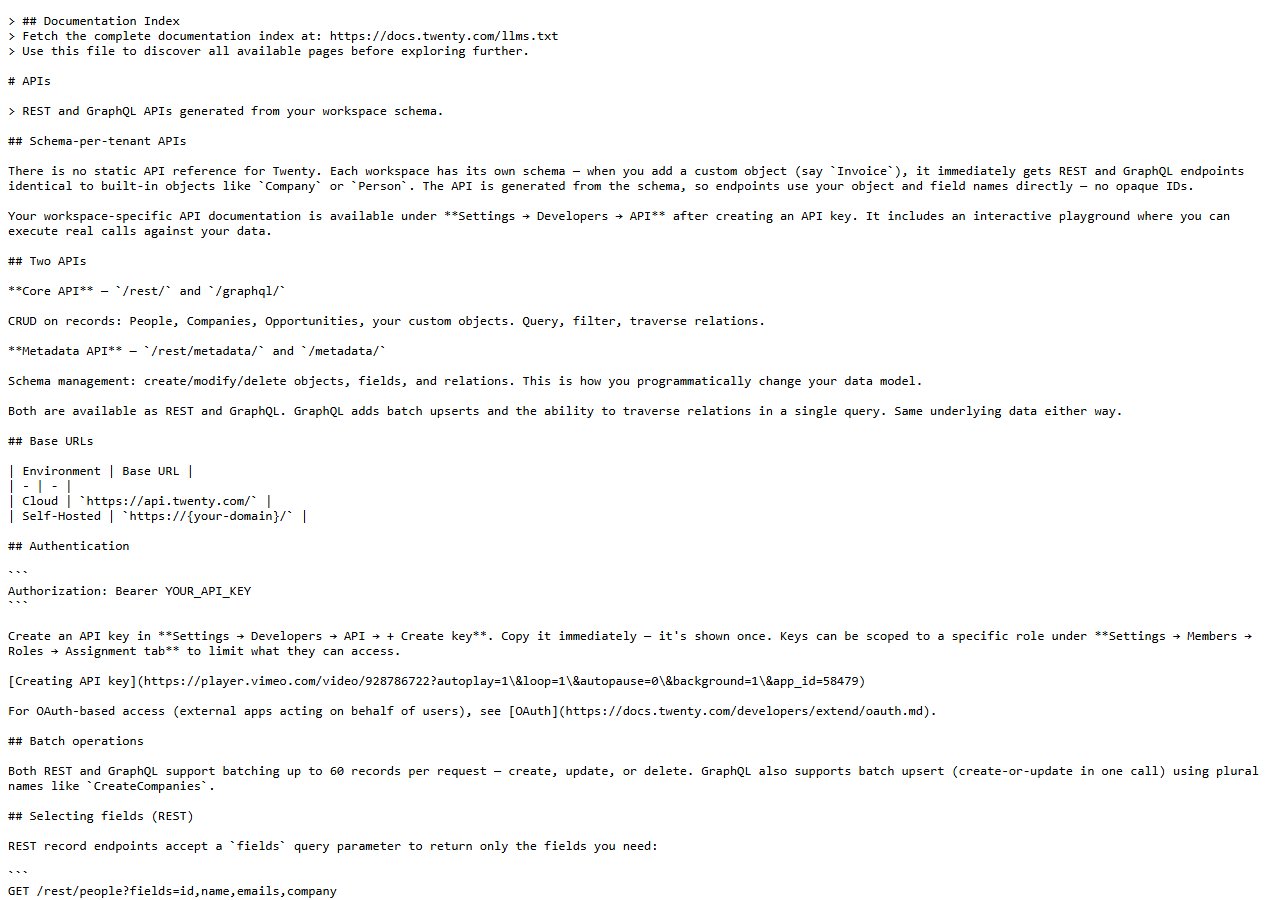 > ## Documentation Index
> Fetch the complete documentation index at: https://docs.twenty.com/llms.txt
> Use this file to discover all available pages before exploring further.
# APIs
> REST and GraphQL APIs generated from your workspace schema.
## Schema-per-tenant APIs
There is no static API reference for Twenty. Each workspace has its own schema — when you add a custom object (say `Invoice`), it immediately gets REST and GraphQL endpoints
identical to built-in objects like `Company` or `Person`. The API is generated from the schema, so endpoints use your object and field names directly — no opaque IDs.
Your workspace-specific API documentation is available under **Settings → Developers → API** after creating an API key. It includes an interactive playground where you can
execute real calls against your data.
## Two APIs
**Core API** — `/rest/` and `/graphql/`
CRUD on records: People, Companies, Opportunities, your custom objects. Query, filter, traverse relations.
**Metadata API** — `/rest/metadata/` and `/metadata/`
Schema management: create/modify/delete objects, fields, and relations. This is how you programmatically change your data model.
Both are available as REST and GraphQL. GraphQL adds batch upserts and the ability to traverse relations in a single query. Same underlying data either way.
## Base URLs
| Environment | Base URL |
| - | - |
| Cloud | `https://api.twenty.com/` |
| Self-Hosted | `https://{your-domain}/` |
## Authentication
```
Authorization: Bearer YOUR_API_KEY
```
Create an API key in **Settings → Developers → API → + Create key**. Copy it immediately — it's shown once. Keys can be scoped to a specific role under **Settings → Members →
Roles → Assignment tab** to limit what they can access.
[Creating API key](https://player.vimeo.com/video/928786722?autoplay=1\&loop=1\&autopause=0\&background=1\&app_id=58479)
For OAuth-based access (external apps acting on behalf of users), see [OAuth](https://docs.twenty.com/developers/extend/oauth.md).
## Batch operations
Both REST and GraphQL support batching up to 60 records per request — create, update, or delete. GraphQL also supports batch upsert (create-or-update in one call) using plural
names like `CreateCompanies`.
## Selecting fields (REST)
REST record endpoints accept a `fields` query parameter to return only the fields you need:
```
GET /rest/people?fields=id,name,emails,company